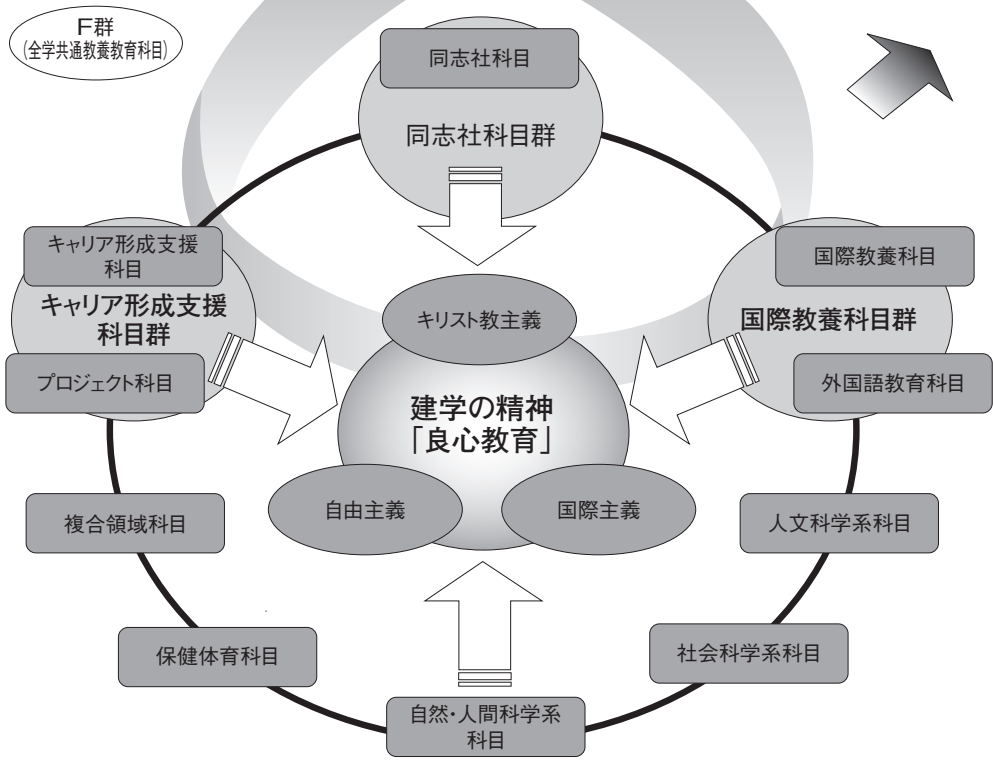 F群
(全学共通教養教育科目)
同志社科目
同志社科目群
キャリア形成支援
科目
キャリア形成支援
科目群
プロジェクト科目
国際教養科目
国際教養科目群
外国語教育科目
キリスト教主義
建学の精神
「良心教育」
自由主義
国際主義
複合領域科目
人文科学系科目
保健体育科目
社会科学系科目
自然・人間科学系
科目